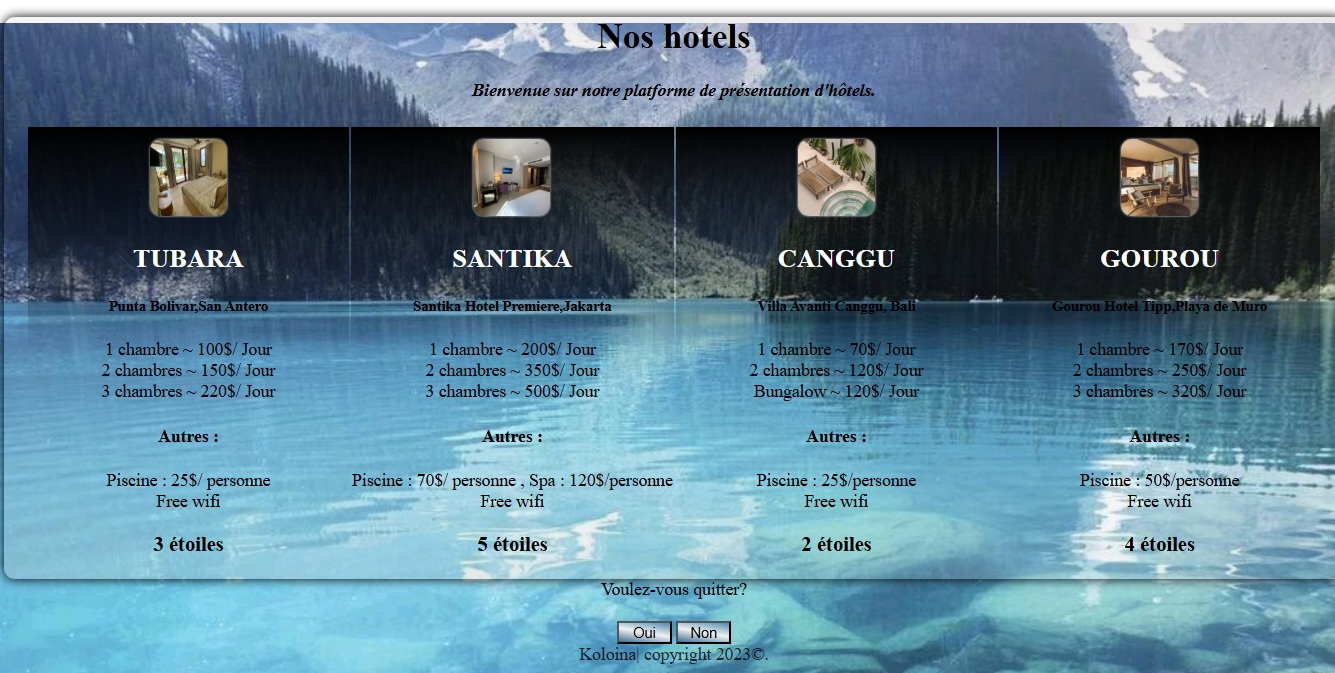 Nos hotels
Bienvenue sur notre platforme de présentation d'hôtels.
TUBARA
Punta Bolivar,San Antero
1 chambre ~ 100$/ Jour
2 chambres ~ 150$/ Jour
3 chambres ~ 220$/ Jour
Autres :
Piscine : 25$/ personne
Free wifi
3 étoiles
SANTIKA
Santika Hotel Premiere,Jakarta
1 chambre ~ 200$/ Jour
2 chambres ~ 350$/ Jour
3 chambres ~ 500$/ Jour
Autres :
Piscine : 70$/ personne , Spa : 120$/personne
Free wifi
5 étoiles
CANGGU
Villa Avanti Canggu, Bali
1 chambre ~ 70$/ Jour
2 chambres ~ 120$/ Jour
Bungalow ~ 120$/ Jour
Autres :
Piscine : 25$/personne
Free wifi
2 étoiles
GOUROU
Gourou Hotel Tipp,Playa de Muro
1 chambre ~ 170$/ Jour
2 chambres ~ 250$/ Jour
3 chambres ~ 320$/ Jour
Autres :
Piscine : 50$/personne
Free wifi
4 étoiles
Voulez-vous quitter?
Oui Non
Koloina| copyright 2023©.